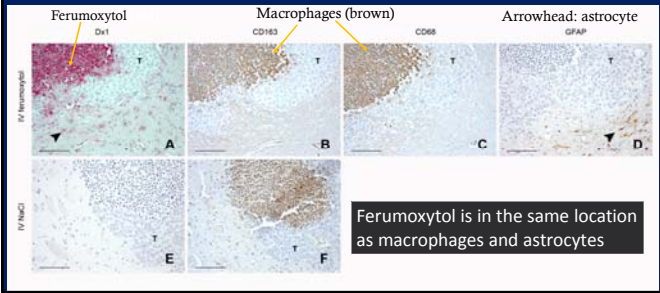 Ferumoxytol
Macrophages (brown)
Arrowhead: astrocyte
Dx1
CD163
CD68
GFAP
IV ferumoxytol
T
A
T
B
T
C
T
D
IV NaCl
T
E
T
F
Ferumoxytol is in the same location
as macrophages and astrocytes